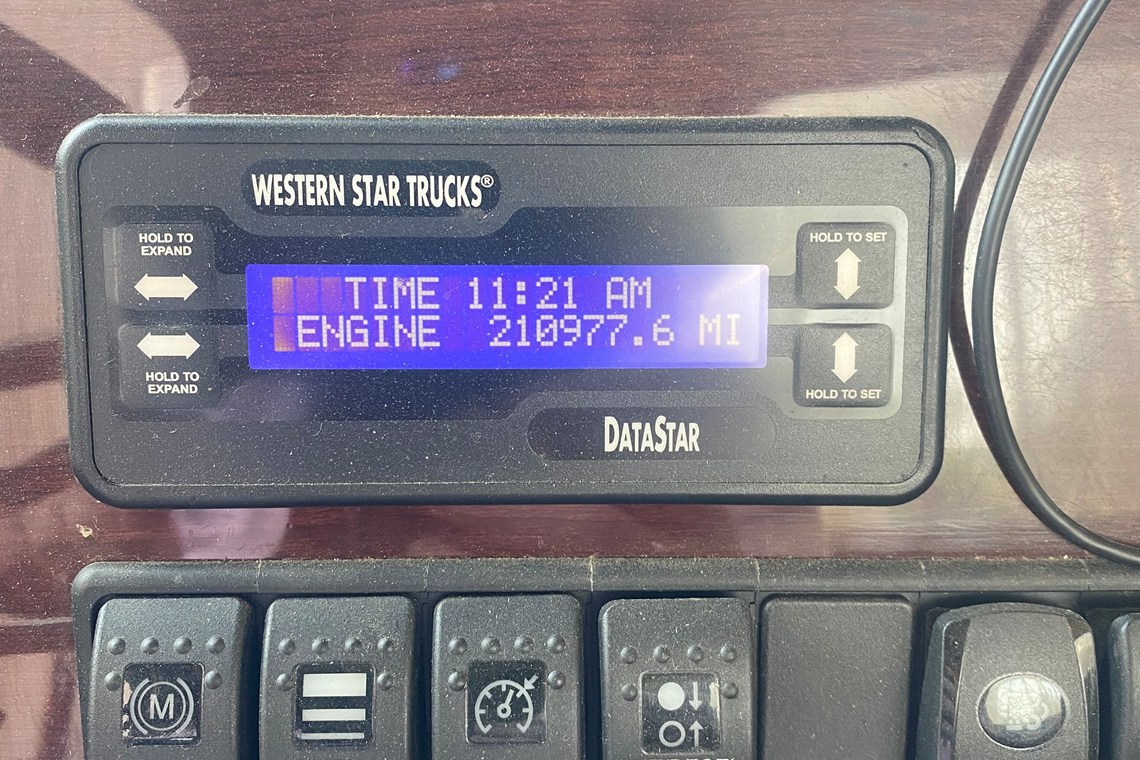 WESTERN STAR TRUCKS®
HOLD TO
EXPAND
HOLD TO SET
TIME 11:21 AM
ENGINE 210977.6 MI
HOLD TO
EXPAND
HOLD TO SET
DATASTAR
M